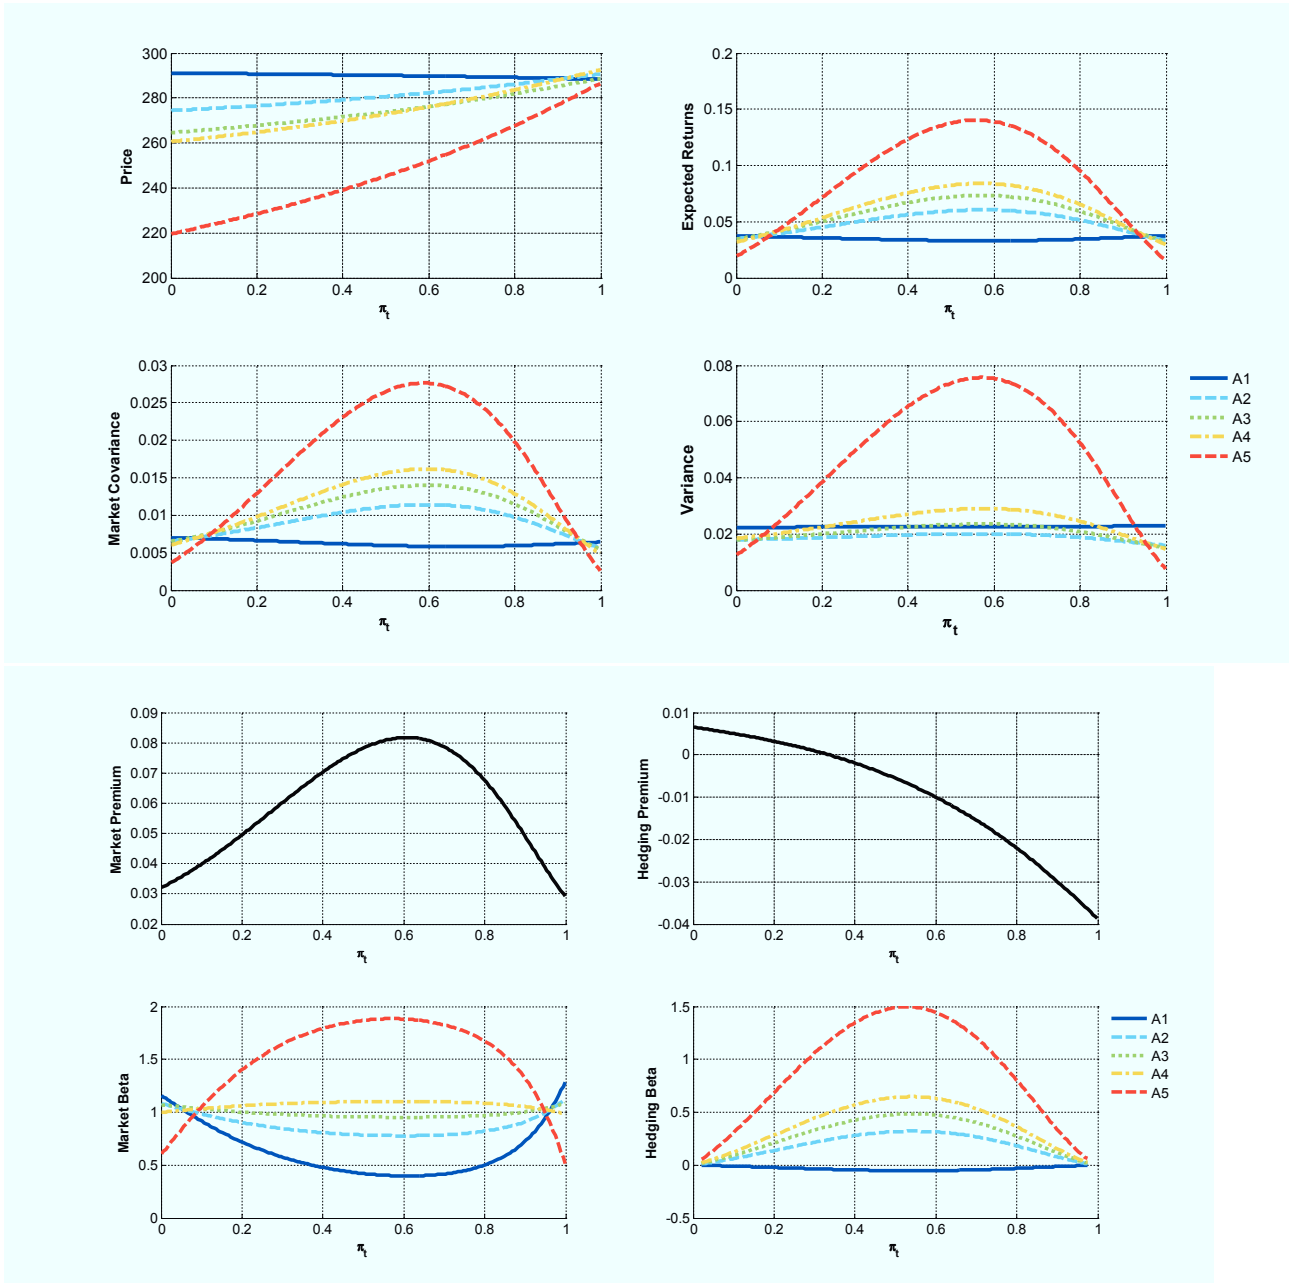 300
280
260
240
220
200
Price
0 0.2 0.4 0.6 0.8 1
πt
0.2
0.15
0.1
0.05
0
Expected Returns
0 0.2 0.4 0.6 0.8 1
πt
0.03
0.025
0.02
0.015
0.01
0.005
0
Market Covariance
0 0.2 0.4 0.6 0.8 1
πt
0.08
0.06
0.04
0.02
0
Variance
0 0.2 0.4 0.6 0.8 1
πt
A1
A2
A3
A4
A5
0.09
0.08
0.07
0.06
0.05
0.04
0.03
0.02
Market Premium
0 0.2 0.4 0.6 0.8 1
πt
0.01
0
-0.01
-0.02
-0.03
-0.04
Hedging Premium
0 0.2 0.4 0.6 0.8 1
πt
2
1.5
1
0.5
0
Market Beta
0 0.2 0.4 0.6 0.8 1
πt
1.5
1
0.5
0
-0.5
Hedging Beta
0 0.2 0.4 0.6 0.8 1
πt
A1
A2
A3
A4
A5